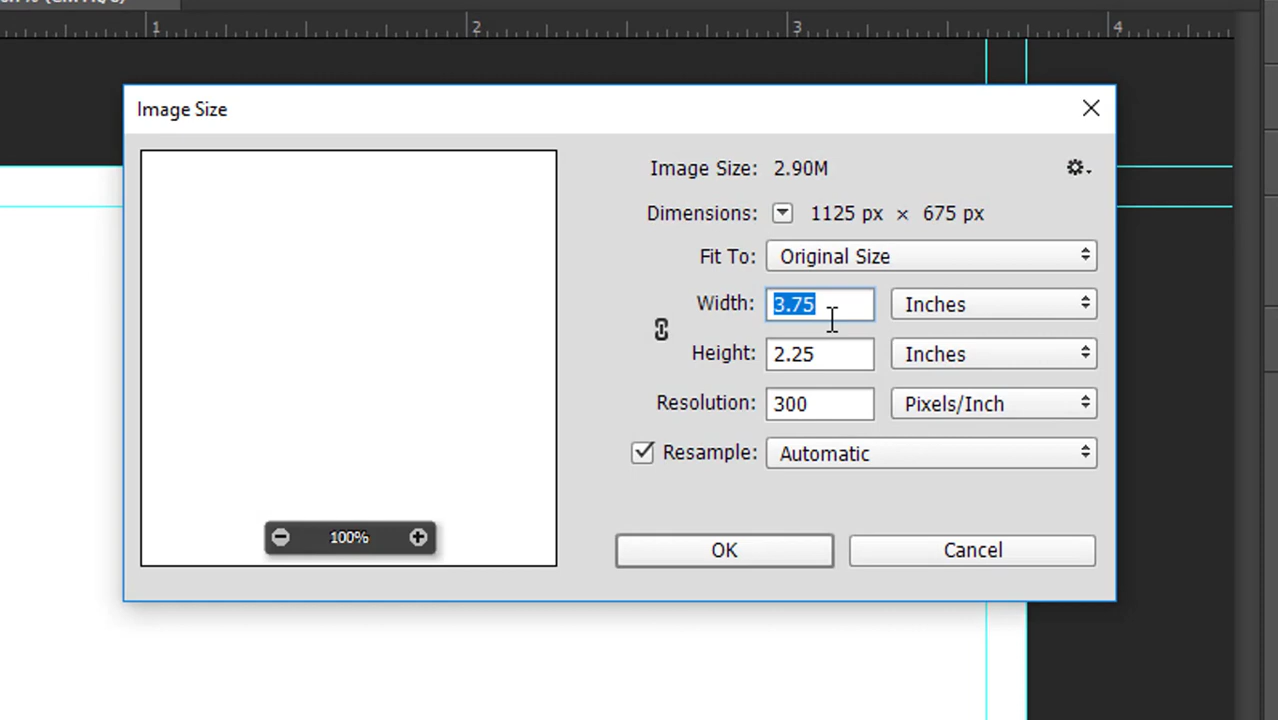 1 2 3 4
Image Size
Image Size: 2.90M
Dimensions: 1125 px × 675 px
Fit To: Original Size
Width: 3.75 Inches
Height: 2.25 Inches
Resolution: 300 Pixels/Inch
Resample: Automatic
100%
OK Cancel